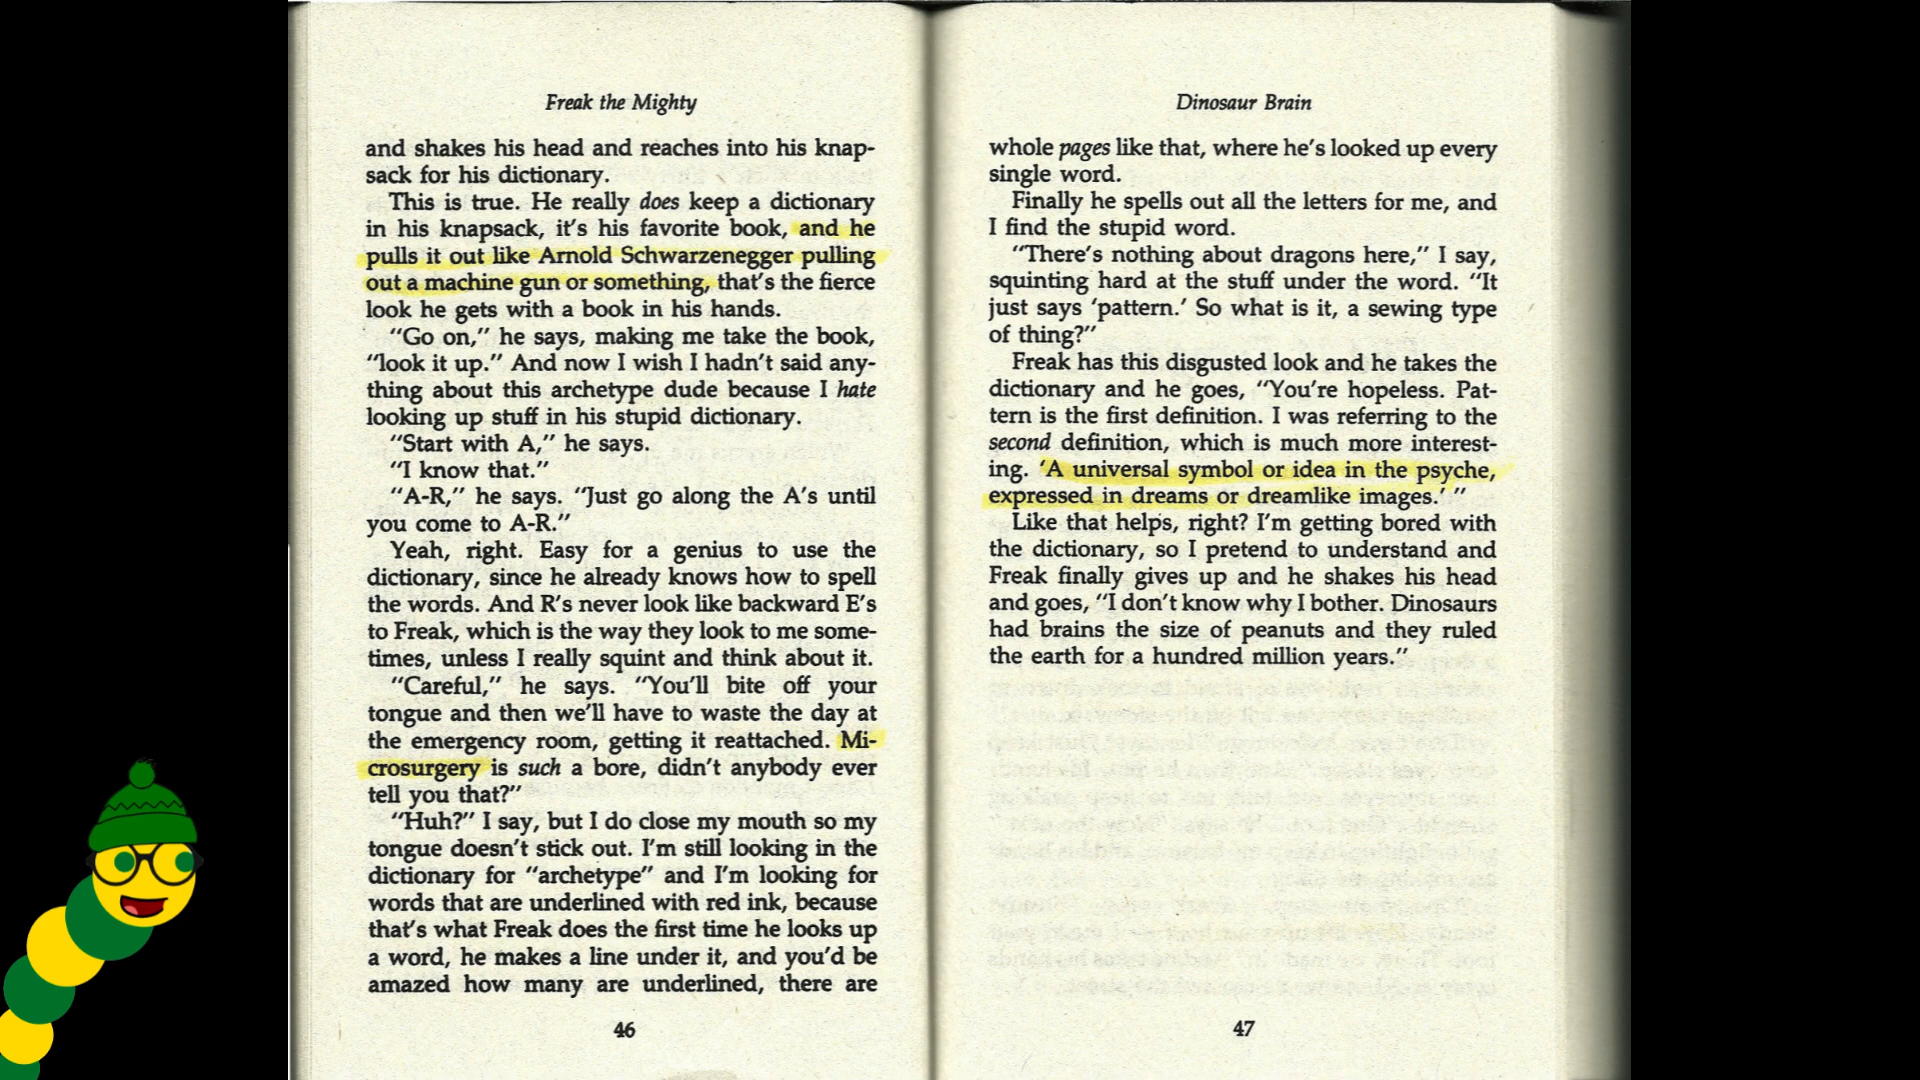 Freak the Mighty
and shakes his head and reaches into his knap-
sack for his dictionary.
This is true. He really does keep a dictionary
in his knapsack, it's his favorite book, and he
pulls it out like Arnold Schwarzenegger pulling
out a machine gun or something, that's the fierce
look he gets with a book in his hands.
"Go on," he says, making me take the book,
"look it up." And now I wish I hadn't said any-
thing about this archetype dude because I hate
looking up stuff in his stupid dictionary.
"Start with A," he says.
"I know that."
"A-R," he says. "Just go along the A's until
you come to A-R."
Yeah, right. Easy for a genius to use the
dictionary, since he already knows how to spell
the words. And R's never look like backward E's
to Freak, which is the way they look to me some-
times, unless I really squint and think about it.
"Careful," he says. "You'll bite off your
tongue and then we'll have to waste the day at
the emergency room, getting it reattached. Mi-
crosurgery is such a bore, didn't anybody ever
tell you that?"
"Huh?" I say, but I do close my mouth so my
tongue doesn't stick out. I'm still looking in the
dictionary for "archetype" and I'm looking for
words that are underlined with red ink, because
that's what Freak does the first time he looks up
a word, he makes a line under it, and you'd be
amazed how many are underlined, there are
46
Dinosaur Brain
whole pages like that, where he's looked up every
single word.
Finally he spells out all the letters for me, and
I find the stupid word.
"There's nothing about dragons here," I say,
squinting hard at the stuff under the word. "It
just says 'pattern.' So what is it, a sewing type
of thing?"
Freak has this disgusted look and he takes the
dictionary and he goes, "You're hopeless. Pat-
tern is the first definition. I was referring to the
second definition, which is much more interest-
ing. 'A universal symbol or idea in the psyche,
expressed in dreams or dreamlike images.' "
Like that helps, right? I'm getting bored with
the dictionary, so I pretend to understand and
Freak finally gives up and he shakes his head
and goes, "I don't know why I bother. Dinosaurs
had brains the size of peanuts and they ruled
the earth for a hundred million years."
47